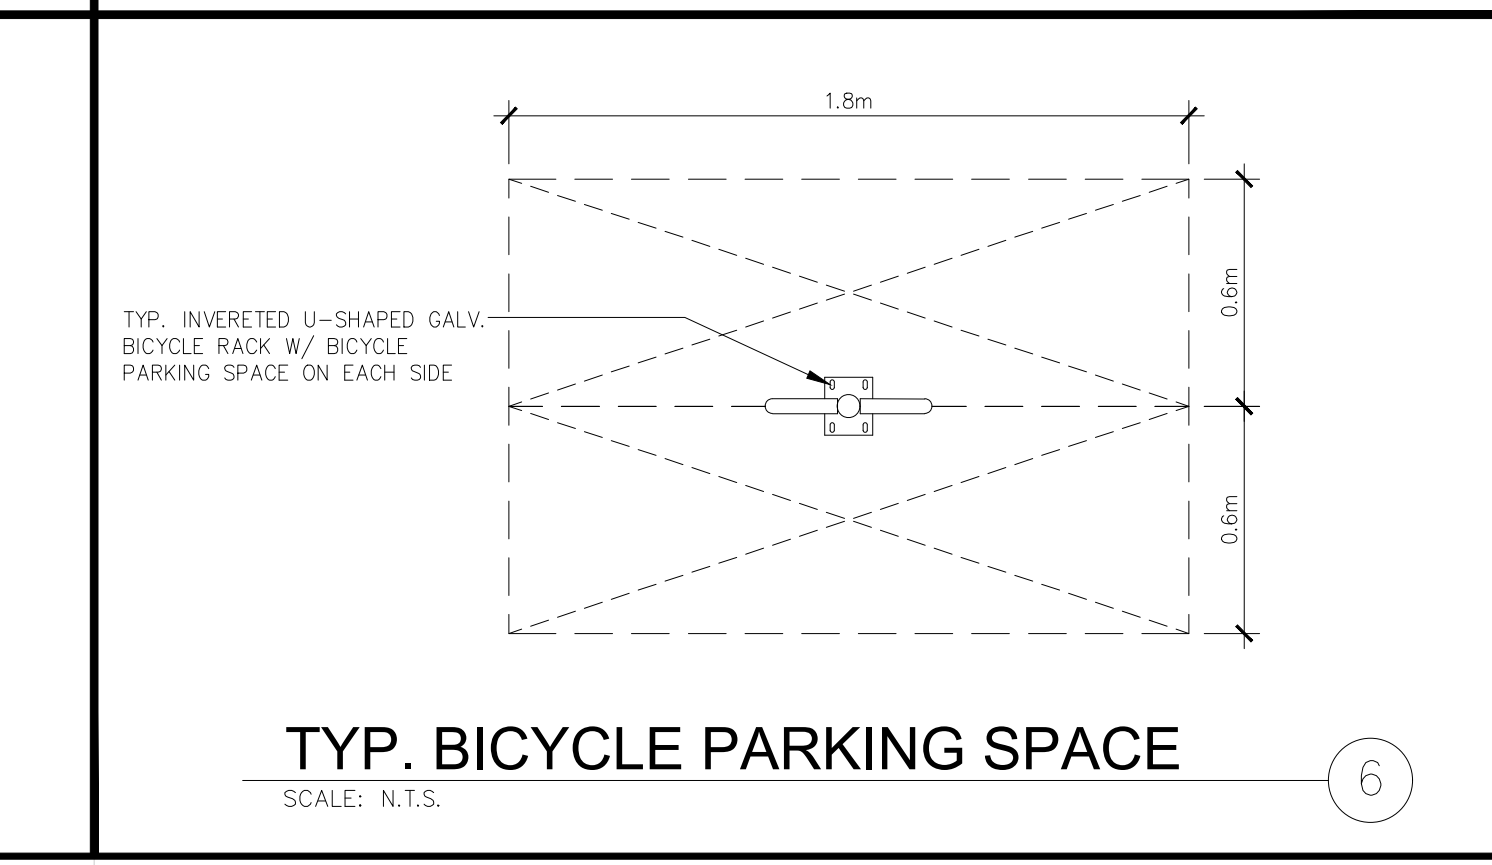 1.8m
0.6m
TYP. INVERETED U-SHAPED GALV.
BICYCLE RACK W/ BICYCLE
PARKING SPACE ON EACH SIDE
0.6m
TYP. BICYCLE PARKING SPACE
6
SCALE: N.T.S.